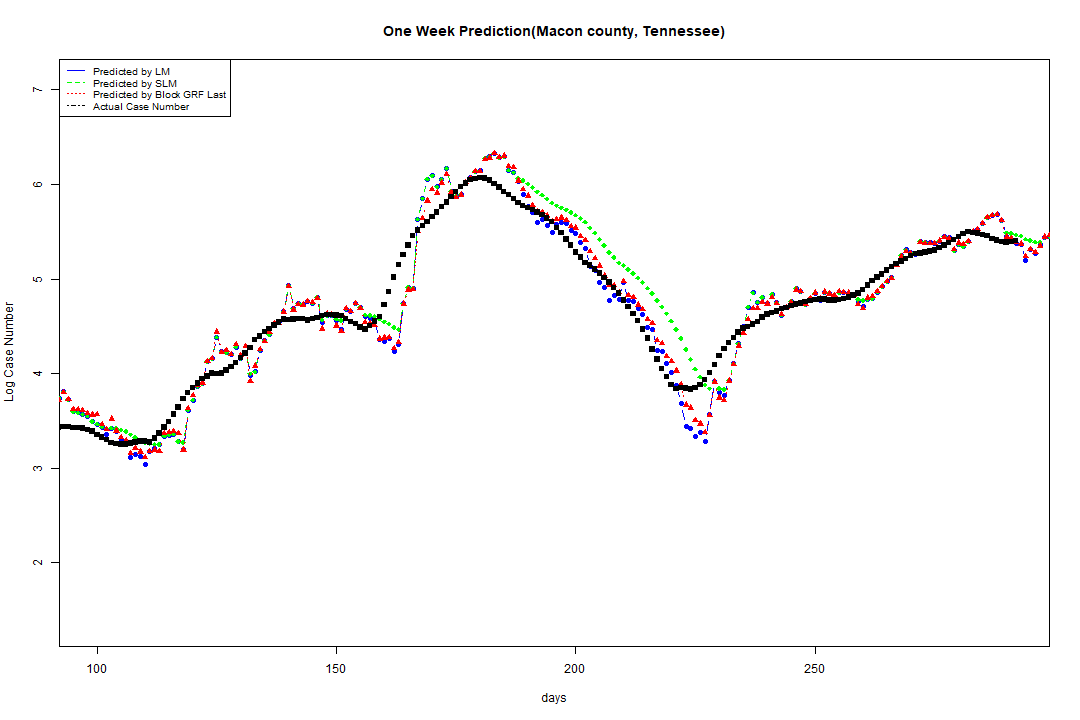 One Week Prediction(Macon county, Tennessee)
Predicted by LM
Predicted by SLM
Predicted by Block GRF Last
Actual Case Number
7
6
5
4
3
2
Log Case Number
100 150 200 250
days